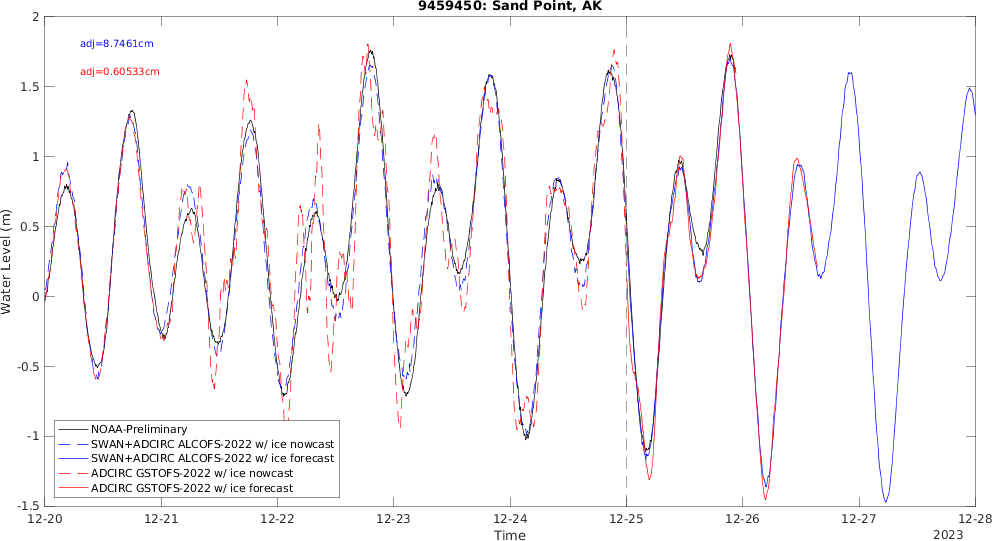 9459450: Sand Point, AK
adj=8.7461cm
adj=0.60533cm
Water Level (m)
2
1.5
1
0.5
0
-0.5
-1
-1.5
NOAA-Preliminary
SWAN+ADCIRC ALCOFS-2022 w/ ice nowcast
SWAN+ADCIRC ALCOFS-2022 w/ ice forecast
ADCIRC GSTOFS-2022 w/ ice nowcast
ADCIRC GSTOFS-2022 w/ ice forecast
12-20 12-21 12-22 12-23 12-24 12-25 12-26 12-27 12-28
Time
2023